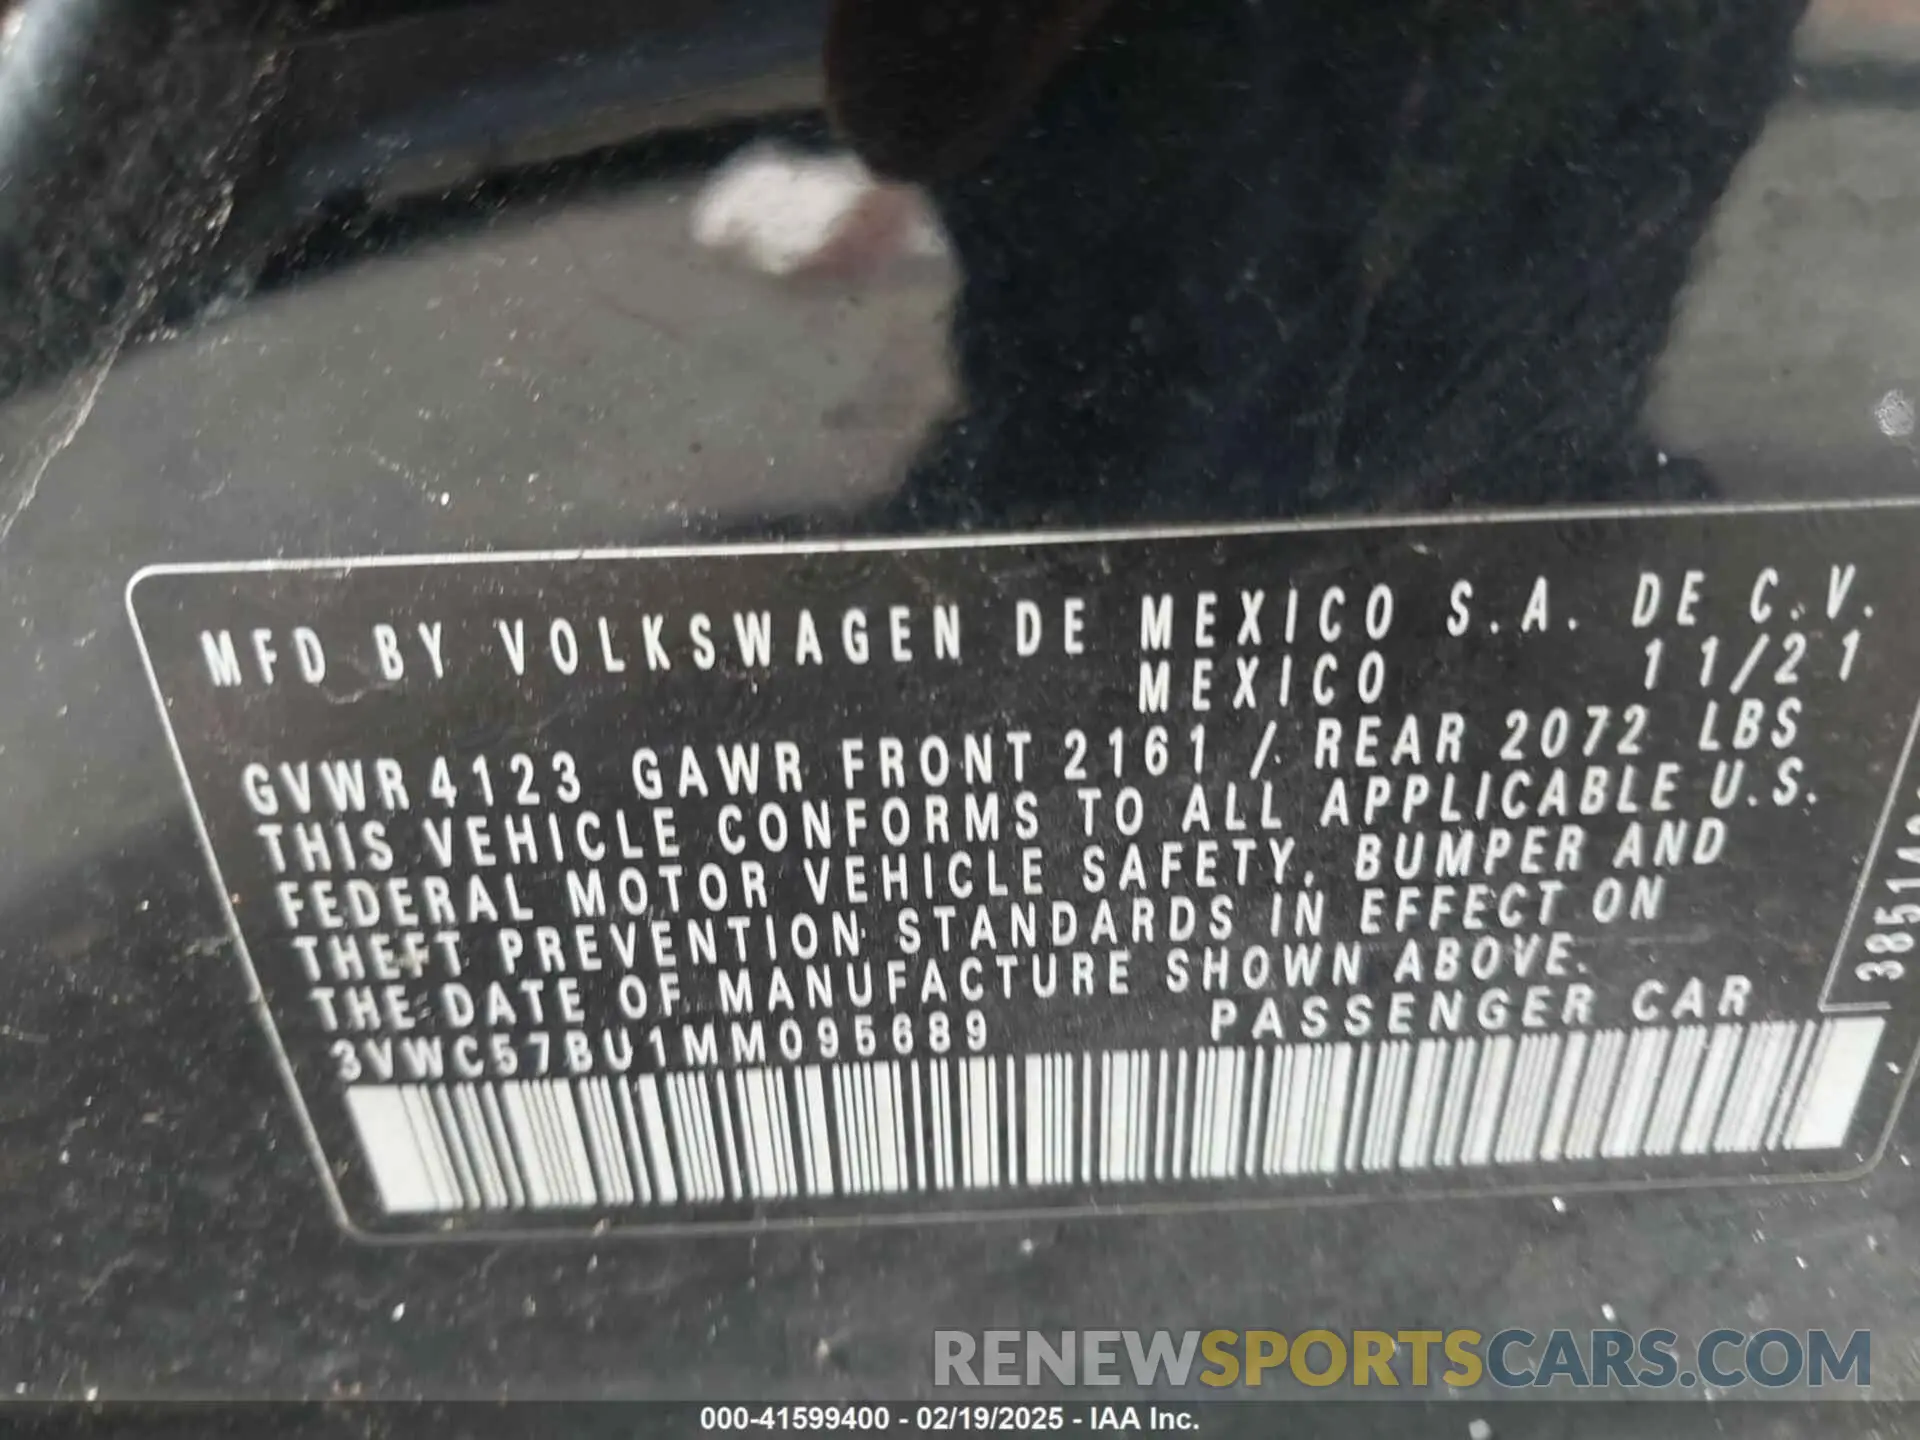 MFD BY VOLKSWAGEN DE MEXICO S.A. DE C.V.
MEXICO 11/21
GVWR 4123 GAWR FRONT 2161 / REAR 2072 LBS
THIS VEHICLE CONFORMS TO ALL APPLICABLE U.S.
FEDERAL MOTOR VEHICLE SAFETY, BUMPER AND
THEFT PREVENTION STANDARDS IN EFFECT ON
THE DATE OF MANUFACTURE SHOWN ABOVE.
3VWC57BU1MM095689 PASSENGER CAR
RENEWSPORTSCARS.COM
000-41599400 - 02/19/2025 - IAA Inc.